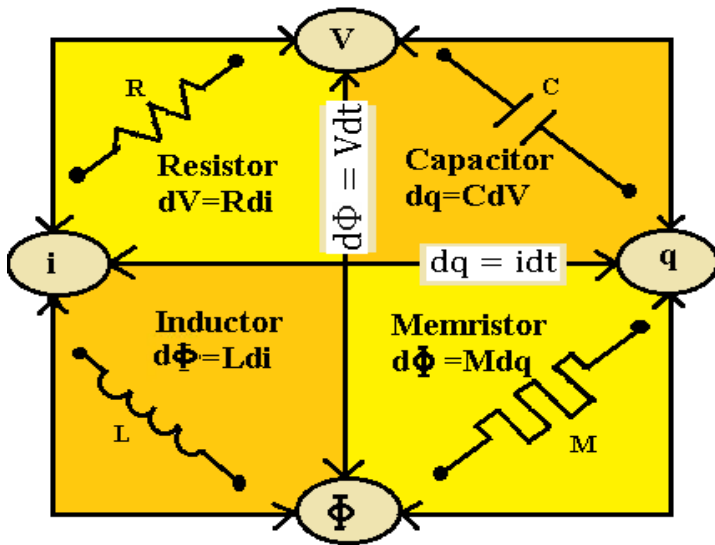 V
R
C
Resistor
dV=Rdi
dΦ = Vdt
Capacitor
dq=CdV
i
dq = idt
q
Inductor
dΦ=Ldi
Memristor
dΦ=Mdq
L
M
Φ